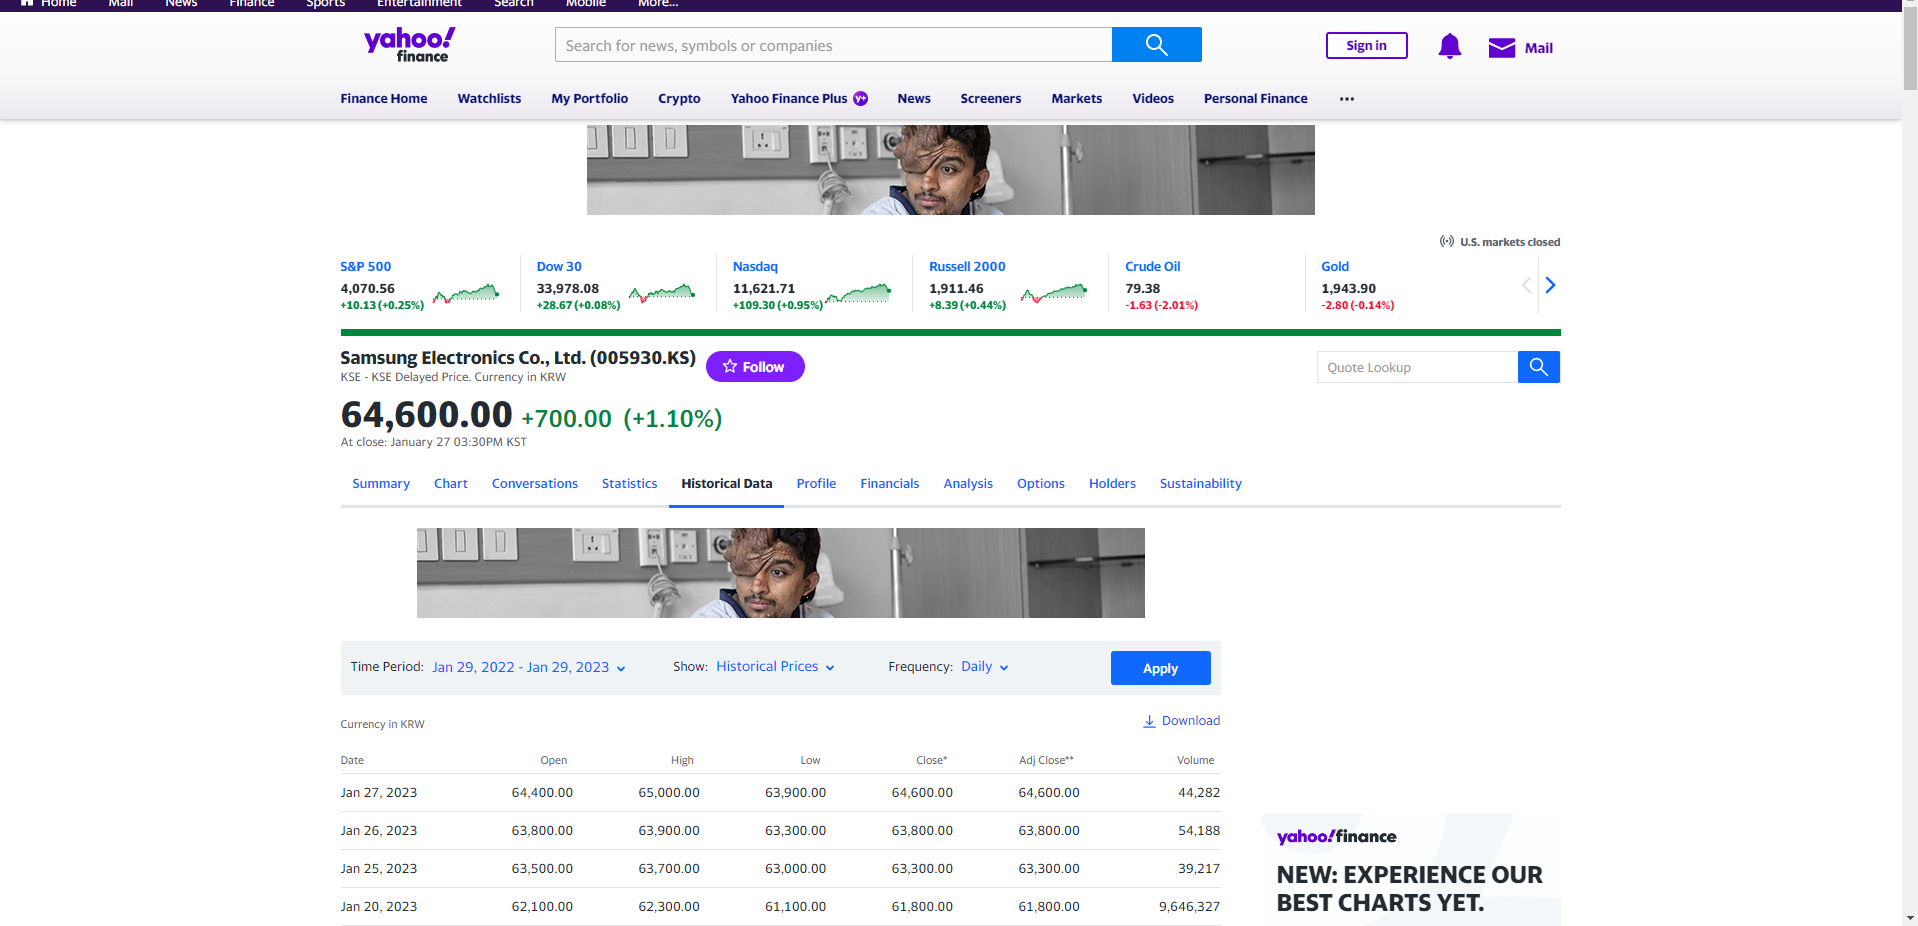 Home Mail News Finance Sports Entertainment Search Mobile More...
yahoo!
finance
Search for news, symbols or companies
Sign in
Mail
Finance Home Watchlists My Portfolio Crypto Yahoo Finance Plus Y+ News Screeners Markets Videos Personal Finance ...
U.S. markets closed
S&P 500
4,070.56
+10.13 (+0.25%)
Dow 30
33,978.08
+28.67 (+0.08%)
Nasdaq
11,621.71
+109.30 (+0.95%)
Russell 2000
1,911.46
+8.39 (+0.44%)
Crude Oil
79.38
-1.63 (-2.01%)
Gold
1,943.90
-2.80 (-0.14%)
Samsung Electronics Co., Ltd. (005930.KS)
Follow
KSE - KSE Delayed Price. Currency in KRW
Quote Lookup
64,600.00 +700.00 (+1.10%)
At close: January 27 03:30PM KST
Summary Chart Conversations Statistics Historical Data Profile Financials Analysis Options Holders Sustainability
Time Period: Jan 29, 2022 - Jan 29, 2023 Show: Historical Prices Frequency: Daily Apply
Currency in KRW Download
Date Open High Low Close* Adj Close** Volume
Jan 27, 2023 64,400.00 65,000.00 63,900.00 64,600.00 64,600.00 44,282
Jan 26, 2023 63,800.00 63,900.00 63,300.00 63,800.00 63,800.00 54,188
Jan 25, 2023 63,500.00 63,700.00 63,000.00 63,300.00 63,300.00 39,217
Jan 20, 2023 62,100.00 62,300.00 61,100.00 61,800.00 61,800.00 9,646,327
yahoo!finance
NEW: EXPERIENCE OUR
BEST CHARTS YET.